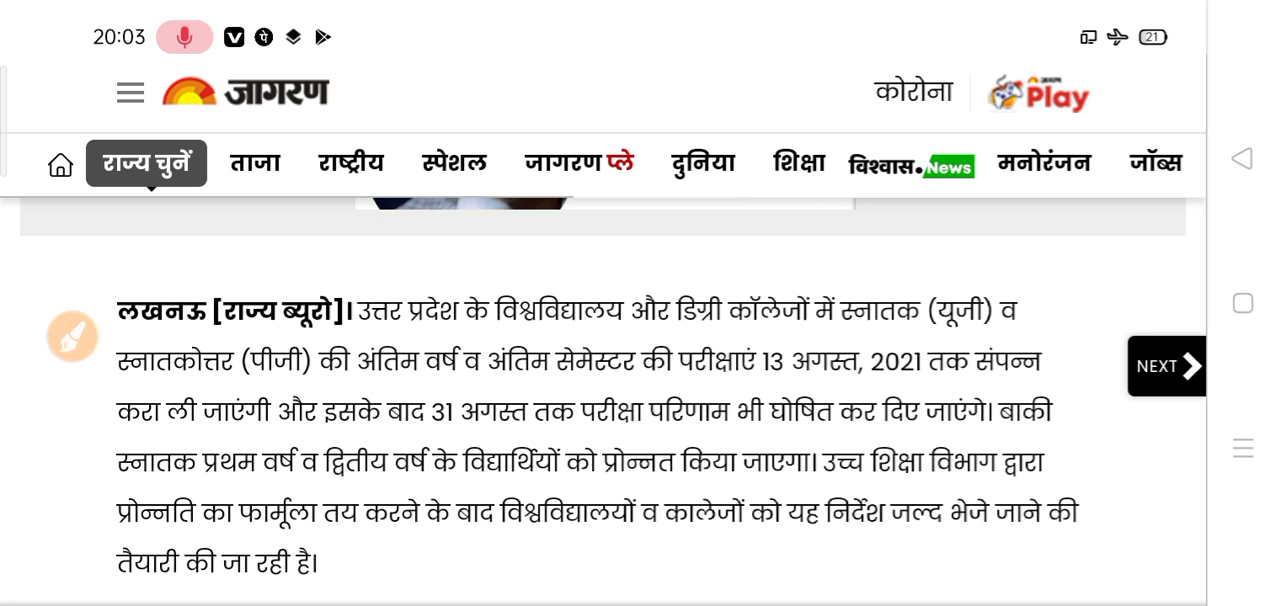 20:03
21
जागरण
कोरोना
जागरण Play
राज्य चुनें ताजा राष्ट्रीय स्पेशल जागरण प्ले दुनिया शिक्षा विश्वास.News मनोरंजन जॉब्स
लखनऊ [राज्य ब्यूरो]। उत्तर प्रदेश के विश्वविद्यालय और डिग्री कॉलेजों में स्नातक (यूजी) व
स्नातकोत्तर (पीजी) की अंतिम वर्ष व अंतिम सेमेस्टर की परीक्षाएं 13 अगस्त, 2021 तक संपन्न
करा ली जाएंगी और इसके बाद 31 अगस्त तक परीक्षा परिणाम भी घोषित कर दिए जाएंगे। बाकी
स्नातक प्रथम वर्ष व द्वितीय वर्ष के विद्यार्थियों को प्रोन्नत किया जाएगा। उच्च शिक्षा विभाग द्वारा
प्रोन्नति का फार्मूला तय करने के बाद विश्वविद्यालयों व कालेजों को यह निर्देश जल्द भेजे जाने की
तैयारी की जा रही है।
NEXT